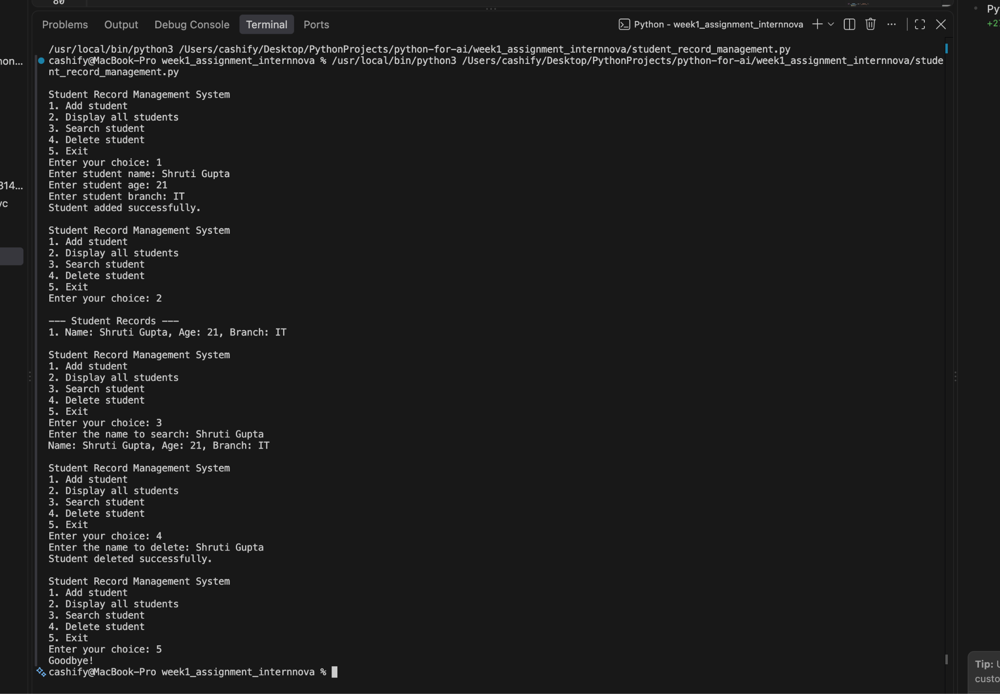 80
Problems Output Debug Console Terminal Ports Python - week1_assignment_internnova
/usr/local/bin/python3 /Users/cashify/Desktop/PythonProjects/python-for-ai/week1_assignment_internnova/student_record_management.py
cashify@MacBook-Pro week1_assignment_internnova % /usr/local/bin/python3 /Users/cashify/Desktop/PythonProjects/python-for-ai/week1_assignment_internnova/stude
nt_record_management.py
Student Record Management System
1. Add student
2. Display all students
3. Search student
4. Delete student
5. Exit
Enter your choice: 1
Enter student name: Shruti Gupta
Enter student age: 21
Enter student branch: IT
Student added successfully.
Student Record Management System
1. Add student
2. Display all students
3. Search student
4. Delete student
5. Exit
Enter your choice: 2
--- Student Records ---
1. Name: Shruti Gupta, Age: 21, Branch: IT
Student Record Management System
1. Add student
2. Display all students
3. Search student
4. Delete student
5. Exit
Enter your choice: 3
Enter the name to search: Shruti Gupta
Name: Shruti Gupta, Age: 21, Branch: IT
Student Record Management System
1. Add student
2. Display all students
3. Search student
4. Delete student
5. Exit
Enter your choice: 4
Enter the name to delete: Shruti Gupta
Student deleted successfully.
Student Record Management System
1. Add student
2. Display all students
3. Search student
4. Delete student
5. Exit
Enter your choice: 5
Goodbye!
cashify@MacBook-Pro week1_assignment_internnova %
non...
314...
Py
Tip:
custo